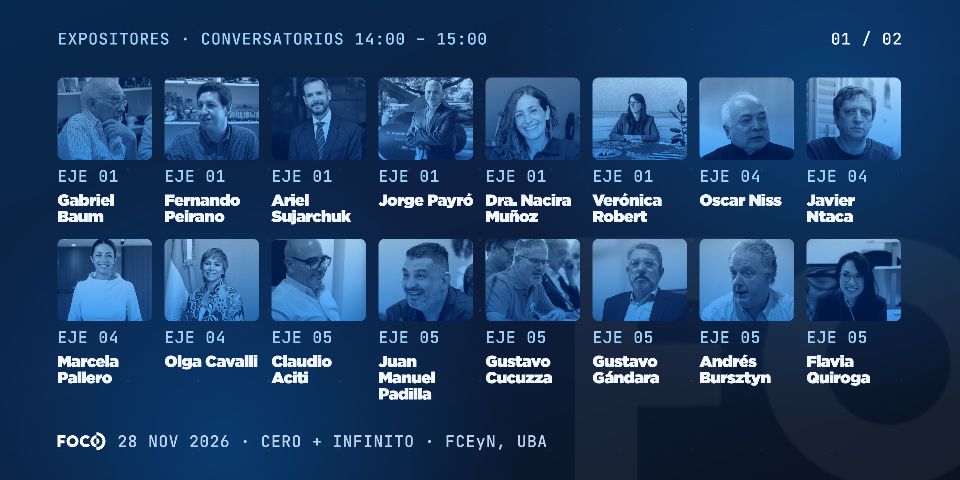 EXPOSITORES · CONVERSATORIOS 14:00 – 15:00
01 / 02
EJE 01
Gabriel
Baum
EJE 01
Fernando
Peirano
EJE 01
Ariel
Sujarchuk
EJE 01
Jorge Payró
EJE 01
Dra. Nacira
Muñoz
EJE 01
Verónica
Robert
EJE 04
Oscar Niss
EJE 04
Javier
Ntaca
EJE 04
Marcela
Pallero
EJE 04
Olga Cavalli
EJE 05
Claudio
Aciti
EJE 05
Juan
Manuel
Padilla
EJE 05
Gustavo
Cucuzza
EJE 05
Gustavo
Gándara
EJE 05
Andrés
Bursztyn
EJE 05
Flavia
Quiroga
FOCO 28 NOV 2026 · CERO + INFINITO · FCEyN, UBA
FO